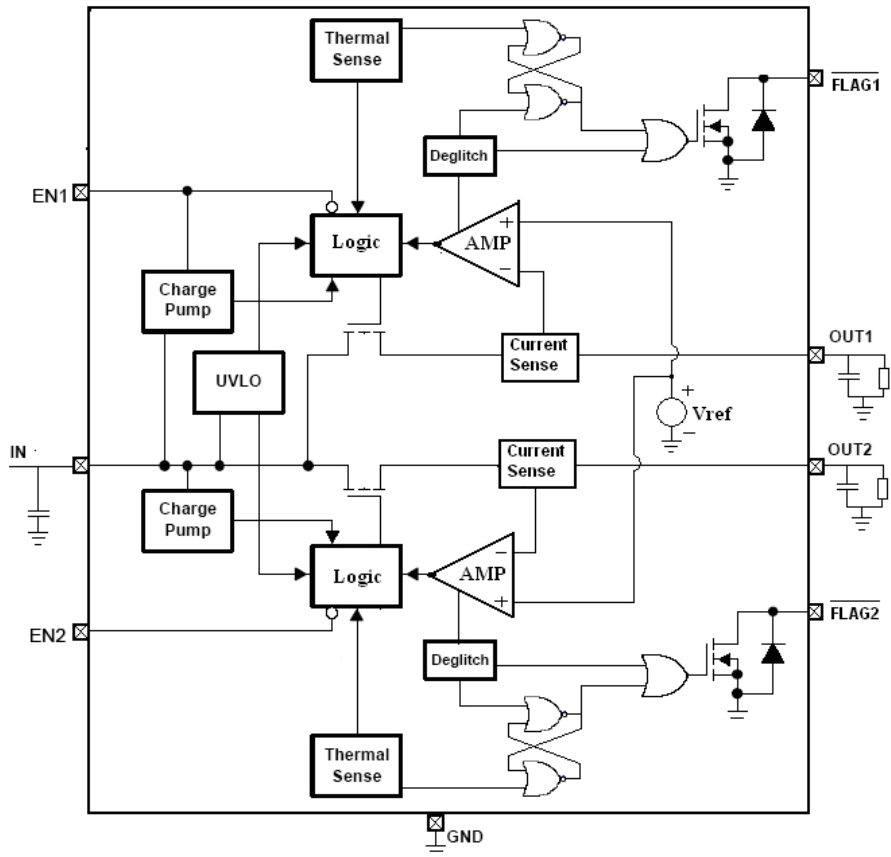 Thermal
Sense
FLAG1
Deglitch
EN1
Logic
+
AMP
−
Charge
Pump
Current
Sense
OUT1
UVLO
+
Vref
−
IN
Current
Sense
OUT2
Charge
Pump
Logic
−
AMP
+
FLAG2
EN2
Deglitch
Thermal
Sense
GND